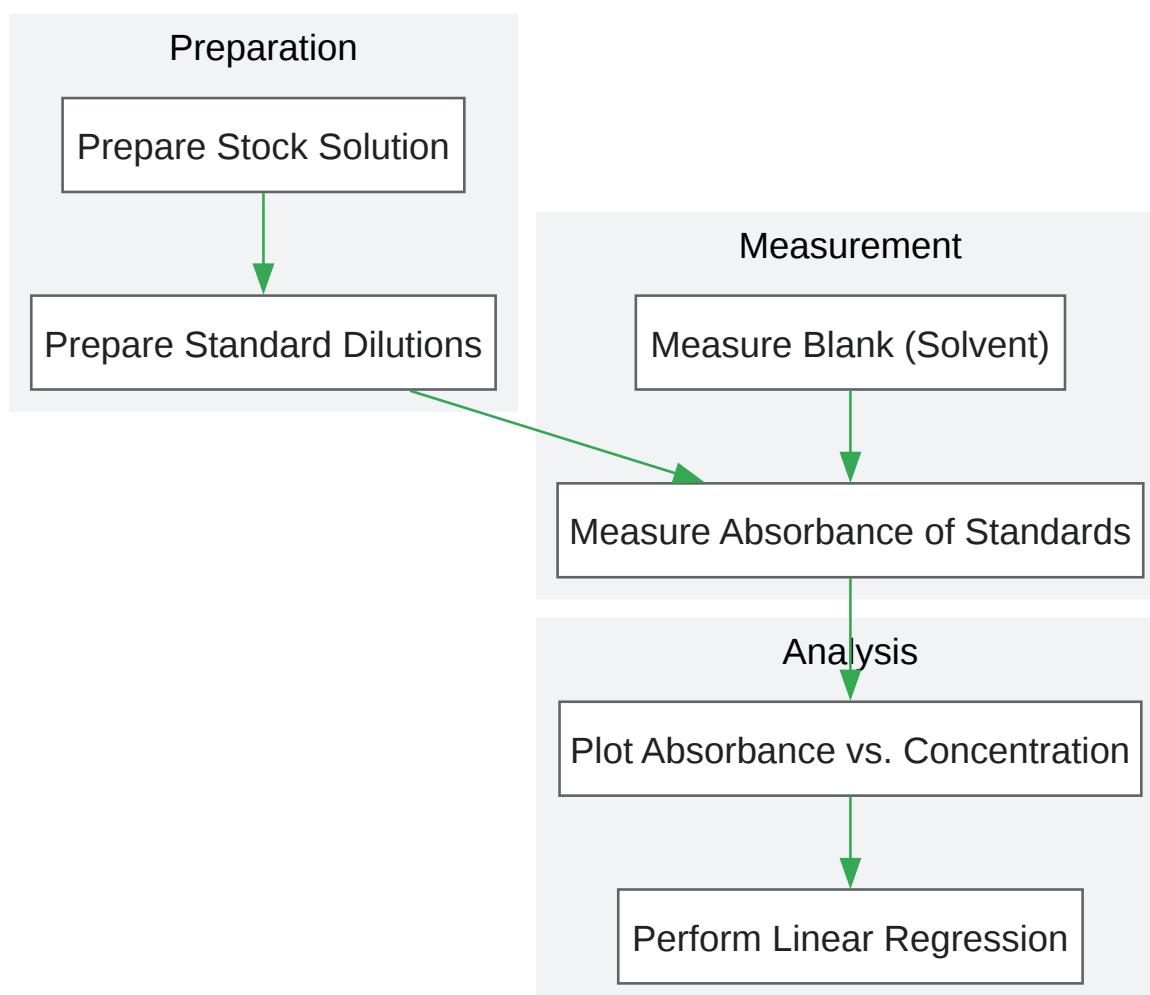 Preparation
Prepare Stock Solution
Prepare Standard Dilutions
Measurement
Measure Blank (Solvent)
Measure Absorbance of Standards
Analysis
Plot Absorbance vs. Concentration
Perform Linear Regression